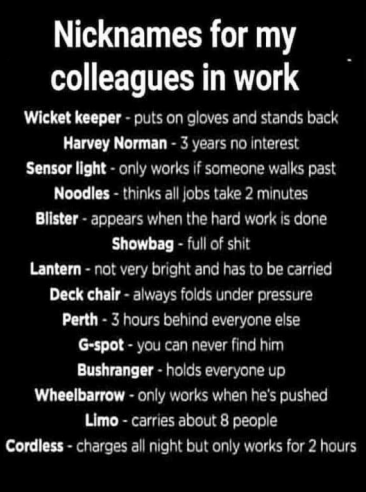 Nicknames for my
colleagues in work
Wicket keeper - puts on gloves and stands back
Harvey Norman - 3 years no interest
Sensor light - only works if someone walks past
Noodles - thinks all jobs take 2 minutes
Blister - appears when the hard work is done
Showbag - full of shit
Lantern - not very bright and has to be carried
Deck chair - always folds under pressure
Perth - 3 hours behind everyone else
G-spot - you can never find him
Bushranger - holds everyone up
Wheelbarrow - only works when he's pushed
Limo - carries about 8 people
Cordless - charges all night but only works for 2 hours